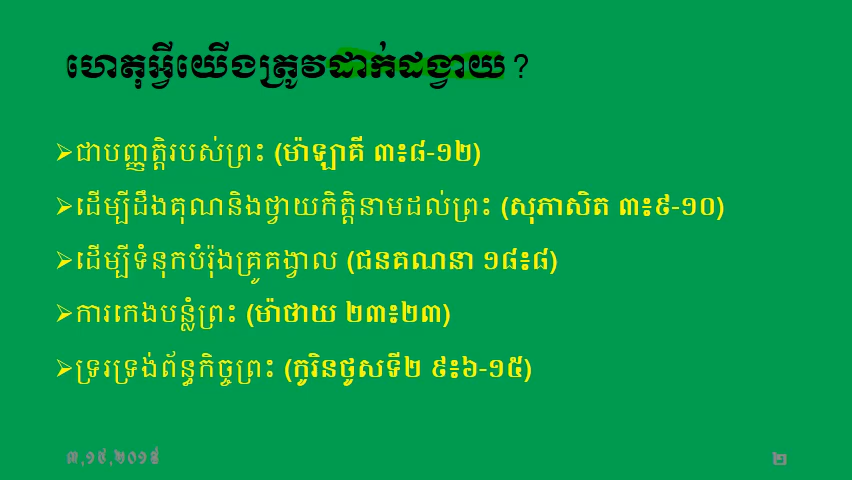 ហេតុអ្វីយើងត្រូវដាក់ដង្វាយ ?
➢ជាបញ្ញត្តិរបស់ព្រះ (ម៉ាឡាគី ៣៖៨-១២)
➢ដើម្បីដឹងគុណនិងថ្វាយកិត្តិនាមដល់ព្រះ (សុភាសិត ៣៖៩-១០)
➢ដើម្បីទំនុកបំរ៉ុងគ្រូគង្វាល (ជនគណនា ១៨៖៨)
➢ការកេងបន្លំព្រះ (ម៉ាថាយ ២៣៖២៣)
➢ទ្រទ្រង់ព័ន្ធកិច្ចព្រះ (កូរិនថូសទី២ ៩៖៦-១៥)
២